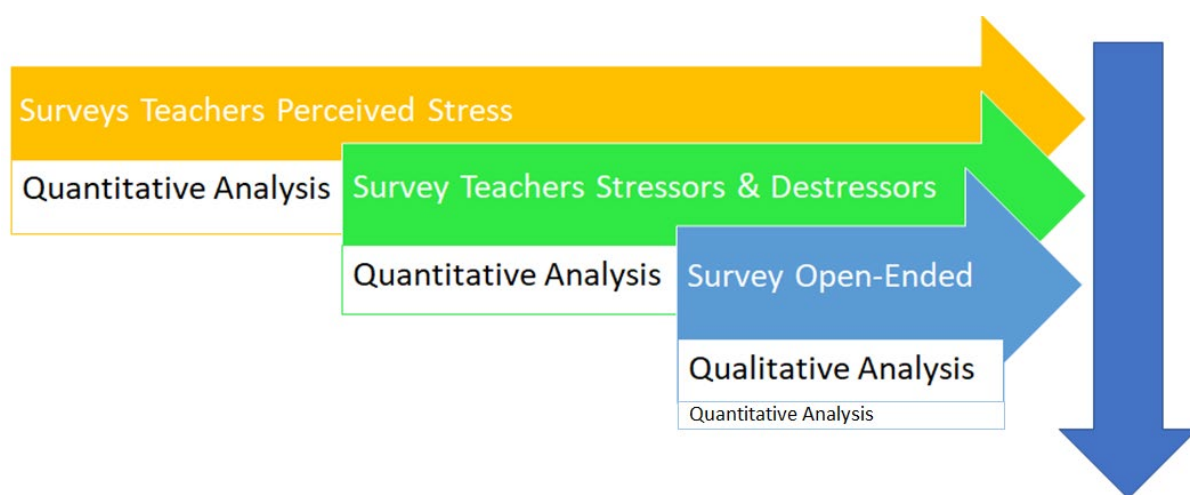 Surveys Teachers Perceived Stress
Quantitative Analysis
Survey Teachers Stressors & Destressors
Quantitative Analysis
Survey Open-Ended
Qualitative Analysis
Quantitative Analysis